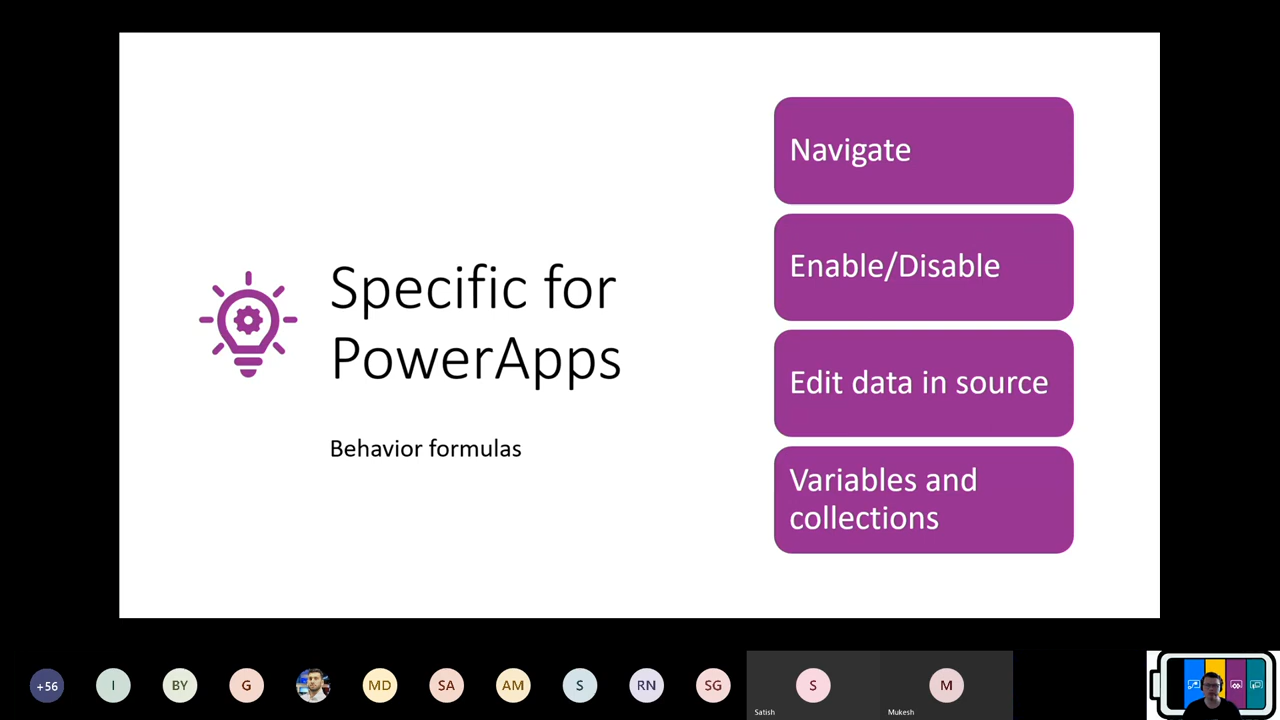 Specific for
PowerApps
Behavior formulas
Navigate
Enable/Disable
Edit data in source
Variables and
collections
+56
I
BY
G
MD
SA
AM
S
RN
SG
S
Satish
M
Mukesh